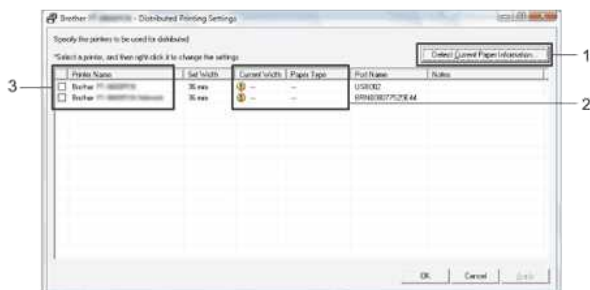 Brother - Distributed Printing Settings
Specify the printers to be used for distributed
*Select a printer, and then right click it to change the settings.
Detect Current Paper Information...
1
Printer Name Set Width Current Width Paper Type Port Name Notes
3
Brother 36 mm -- -- USB002
Brother 36 mm -- --
2
OK Cancel Apply